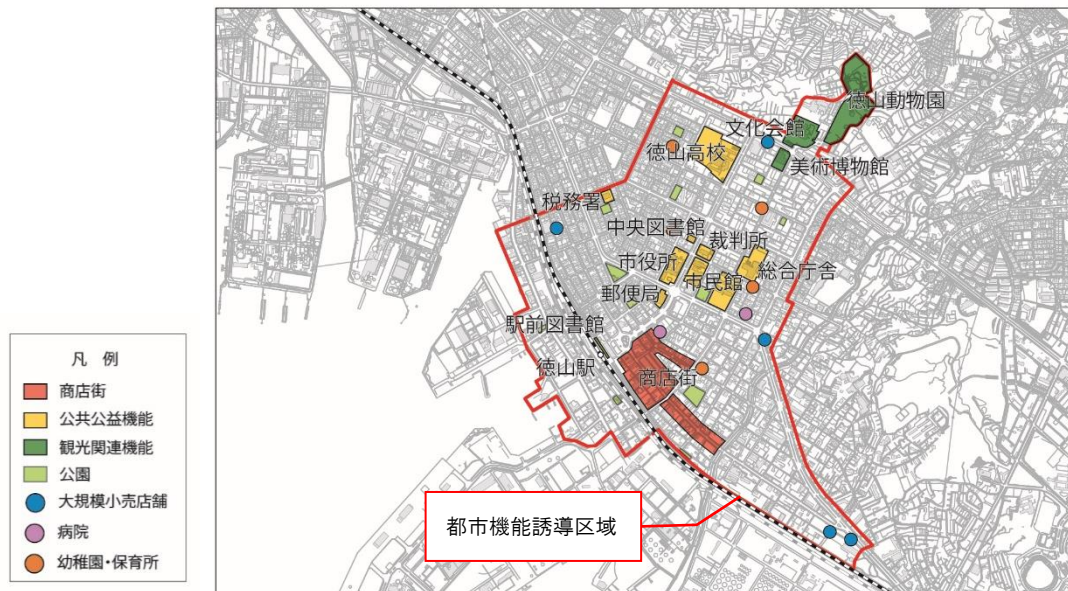 徳山動物園
文化会館
徳山高校
美術博物館
税務署
中央図書館
裁判所
市役所
市民館
総合庁舎
郵便局
駅前図書館
徳山駅
商店街
都市機能誘導区域
凡 例
商店街
公共公益機能
観光関連機能
公園
大規模小売店舗
病院
幼稚園・保育所